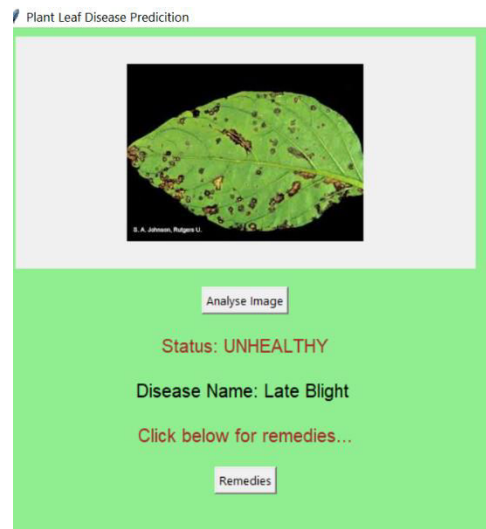 Plant Leaf Disease Predicition
S. A. Johnson, Rutgers U.
Analyse Image
Status: UNHEALTHY
Disease Name: Late Blight
Click below for remedies...
Remedies